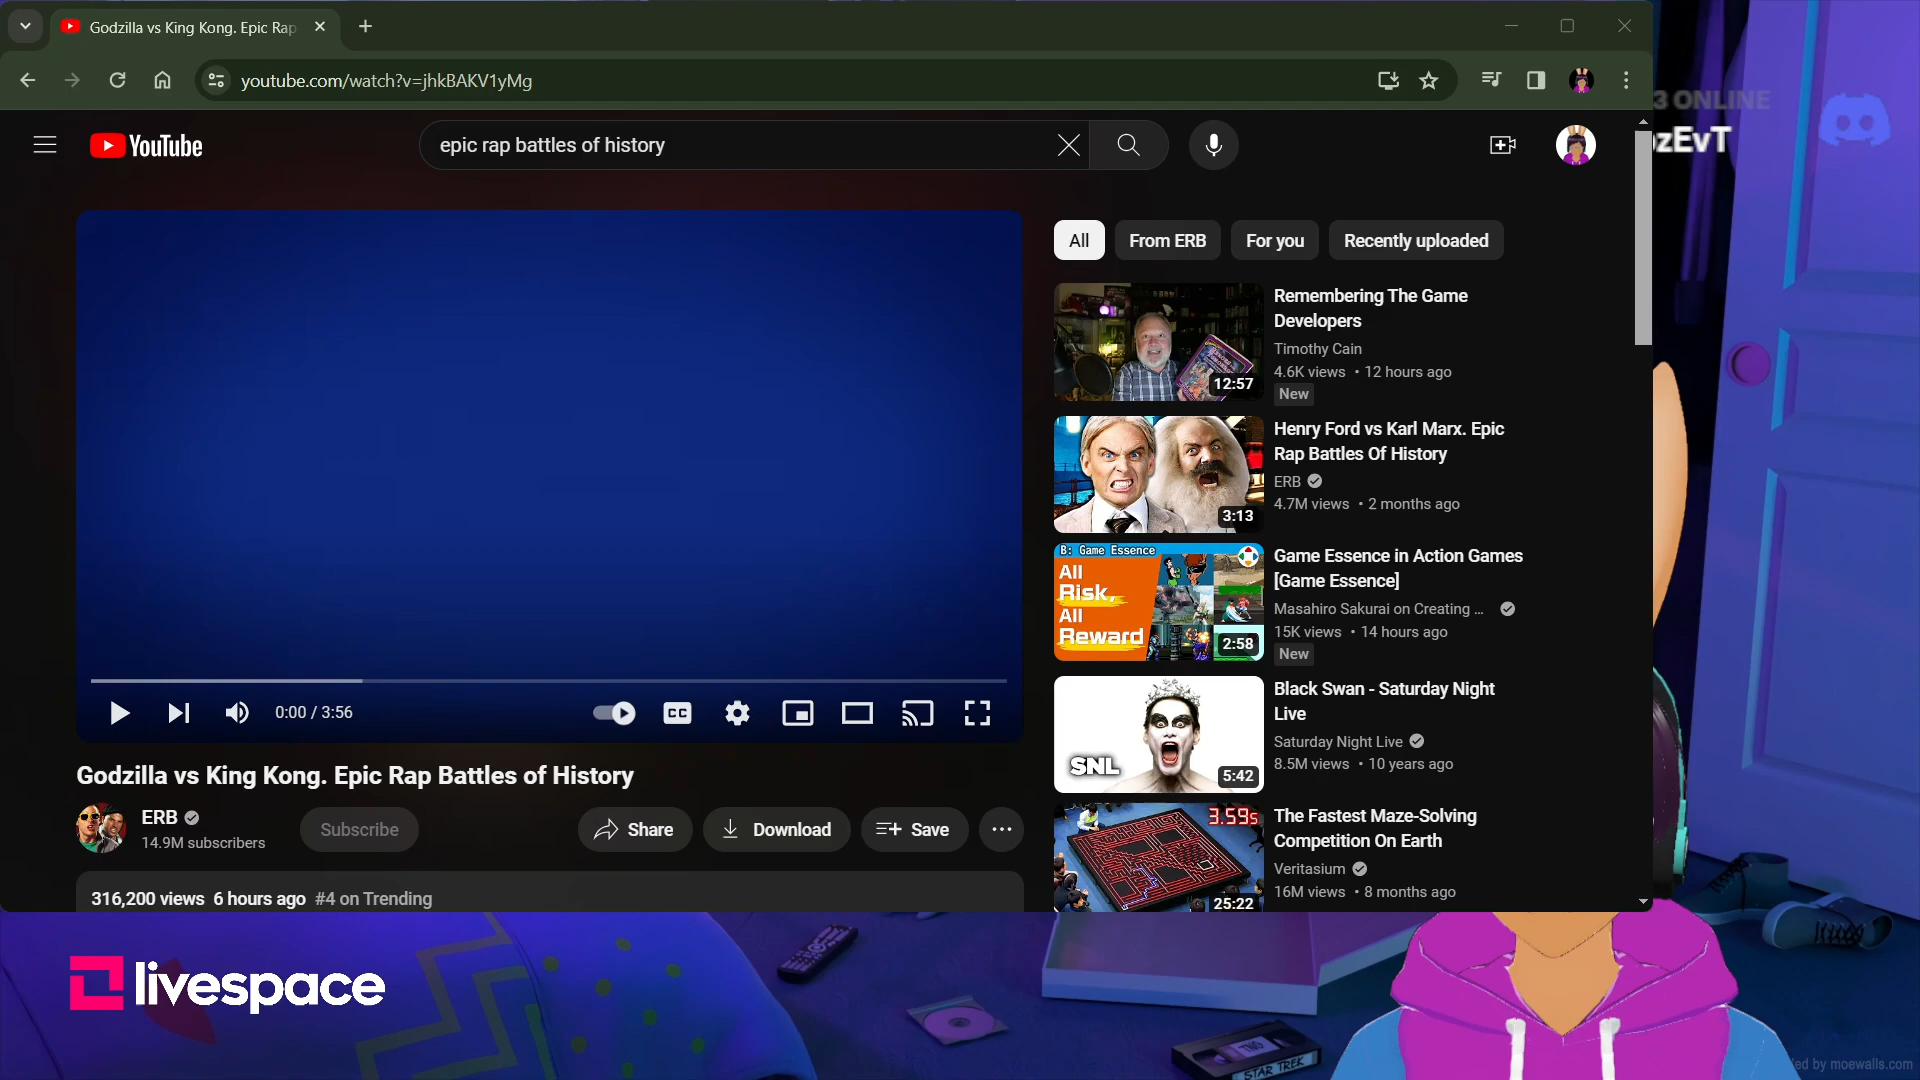 Godzilla vs King Kong. Epic Rap
youtube.com/watch?v=jhkBAKV1yMg
3 ONLINE
zEvT
YouTube
epic rap battles of history
All
From ERB
For you
Recently uploaded
12:57
Remembering The Game
Developers
Timothy Cain
4.6K views • 12 hours ago
New
3:13
Henry Ford vs Karl Marx. Epic
Rap Battles Of History
ERB
4.7M views • 2 months ago
B: Game Essence
All
Risk,
All
Reward
2:58
Game Essence in Action Games
[Game Essence]
Masahiro Sakurai on Creating ...
15K views • 14 hours ago
New
SNL
5:42
Black Swan - Saturday Night
Live
Saturday Night Live
8.5M views • 10 years ago
3.59s
25:22
The Fastest Maze-Solving
Competition On Earth
Veritasium
16M views • 8 months ago
0:00 / 3:56
CC
Godzilla vs King Kong. Epic Rap Battles of History
ERB
14.9M subscribers
Subscribe
Share
Download
Save
316,200 views 6 hours ago #4 on Trending
livespace
STAR TREK
ed by moewalls.com